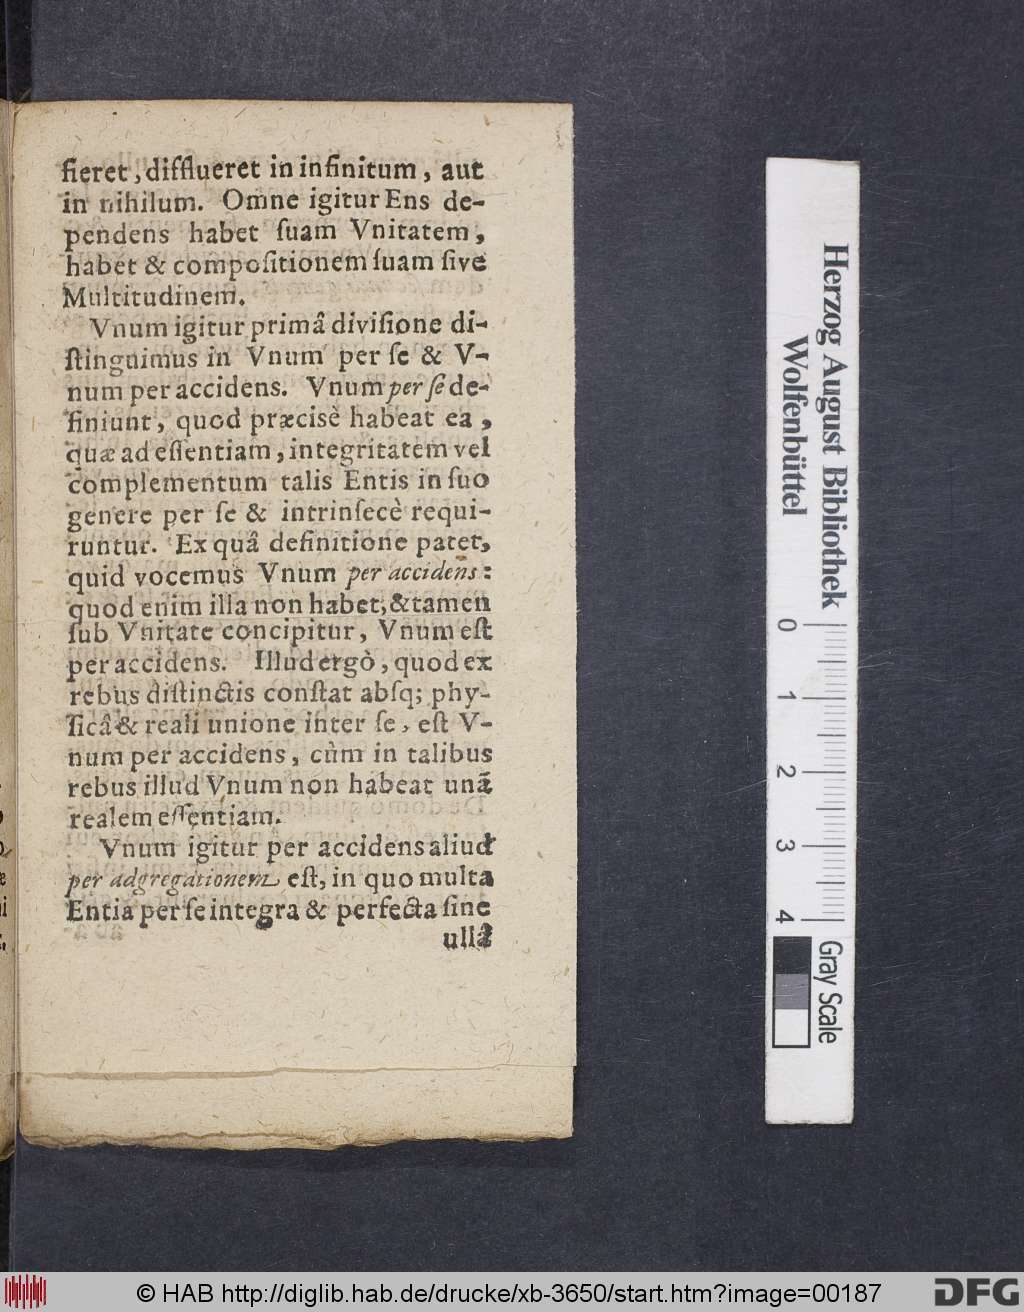 fieret, diffflueret in infinitum, aut
in nihilum. Omne igitur Ens de-
pendens habet ſuam Vnitatem,
habet & compoſitionem ſuam ſive
Multitudinem.
Vnum igitur primâ diviſione di-
ſtinguimus in Vnum per ſe & V-
num per accidens. Vnum per ſe de-
finiunt, quod præcisè habeat ea,
quæ ad eſſentiam, integritatem vel
complementum talis Entis in ſuo
genere per ſe & intrinſecè requi-
runtur. Ex quâ definitione patet,
quid vocemus Vnum per accidens:
quod enim illa non habet, & tamen
ſub Vnitate concipitur, Vnum eſt
per accidens. Illud ergò, quod ex
rebus diſtinctis conſtat abſq; phy-
ſicâ & reali unione inter ſe, eſt V-
num per accidens, cùm in talibus
rebus illud Vnum non habeat unã
realem eſſentiam.
Vnum igitur per accidens aliud
per adgregationem eſt, in quo multa
Entia per ſe integra & perfecta ſine
ullâ
Herzog August Bibliothek
Wolfenbüttel
0
1
2
3
4
Gray Scale
© HAB http://diglib.hab.de/drucke/xb-3650/start.htm?image=00187
DFG